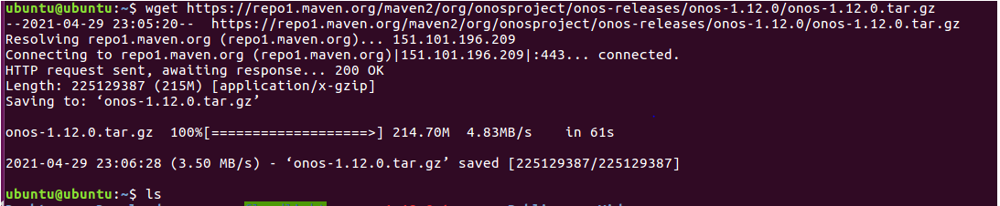 ubuntu@ubuntu:~$ wget https://repo1.maven.org/maven2/org/onosproject/onos-releases/onos-1.12.0/onos-1.12.0.tar.gz
--2021-04-29 23:05:20--  https://repo1.maven.org/maven2/org/onosproject/onos-releases/onos-1.12.0/onos-1.12.0.tar.gz
Resolving repo1.maven.org (repo1.maven.org)... 151.101.196.209
Connecting to repo1.maven.org (repo1.maven.org)|151.101.196.209|:443... connected.
HTTP request sent, awaiting response... 200 OK
Length: 225129387 (215M) [application/x-gzip]
Saving to: ‘onos-1.12.0.tar.gz’
onos-1.12.0.tar.gz  100%[===================>] 214.70M  4.83MB/s    in 61s
2021-04-29 23:06:28 (3.50 MB/s) - ‘onos-1.12.0.tar.gz’ saved [225129387/225129387]
ubuntu@ubuntu:~$ ls